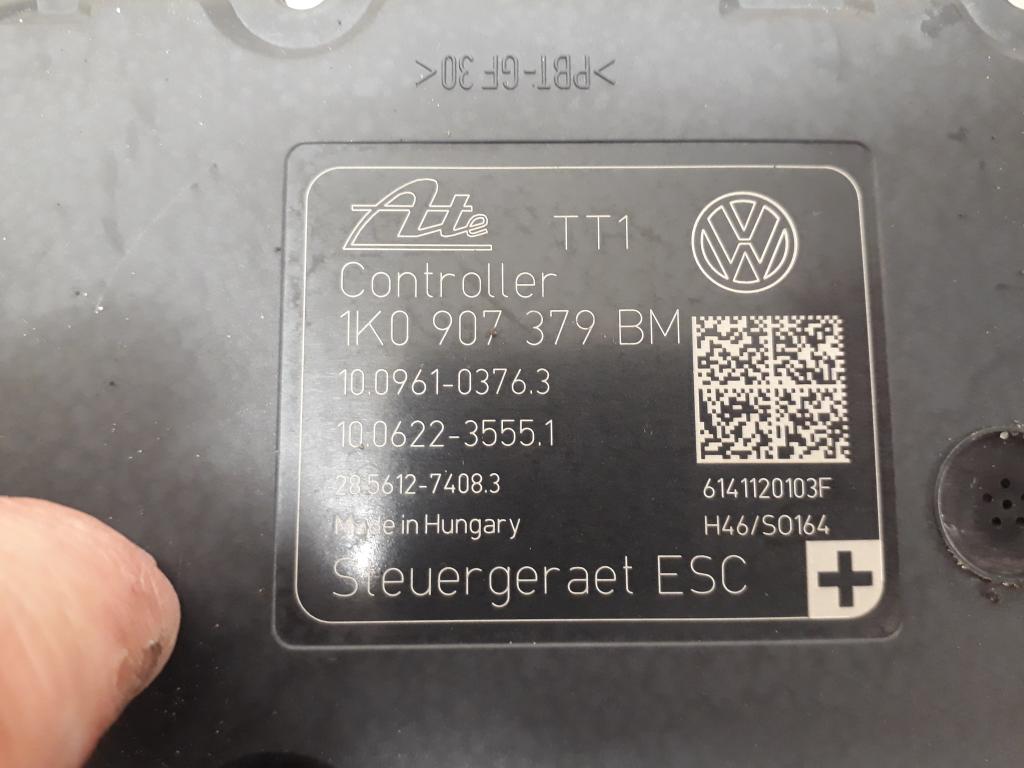 >PBT-GF 30<
Ate TT1
Controller
1K0 907 379 BM
10.0961-0376.3
10.0622-3555.1
28.5612-7408.3
6141120103F
Made in Hungary
H46/S0164
Steuergeraet ESC